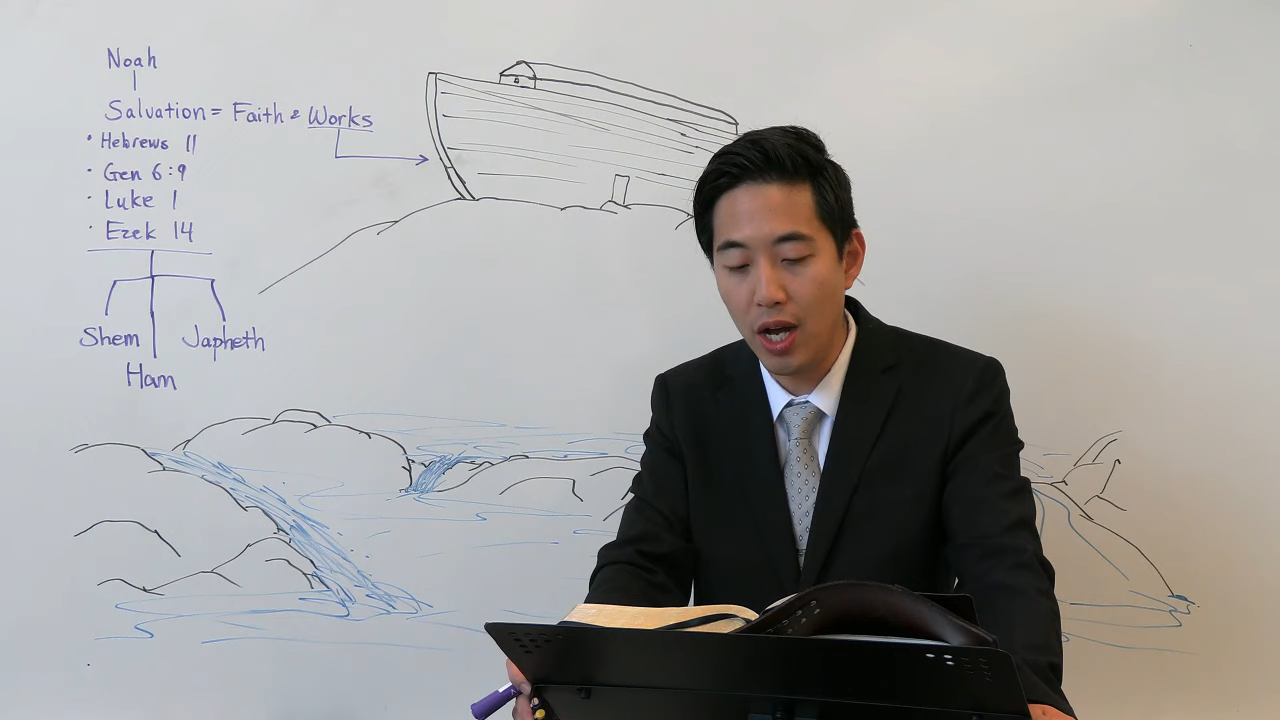 Noah
Salvation = Faith & Works
• Hebrews 11
• Gen 6:9
• Luke 1
• Ezek 14
Shem
Japheth
Ham